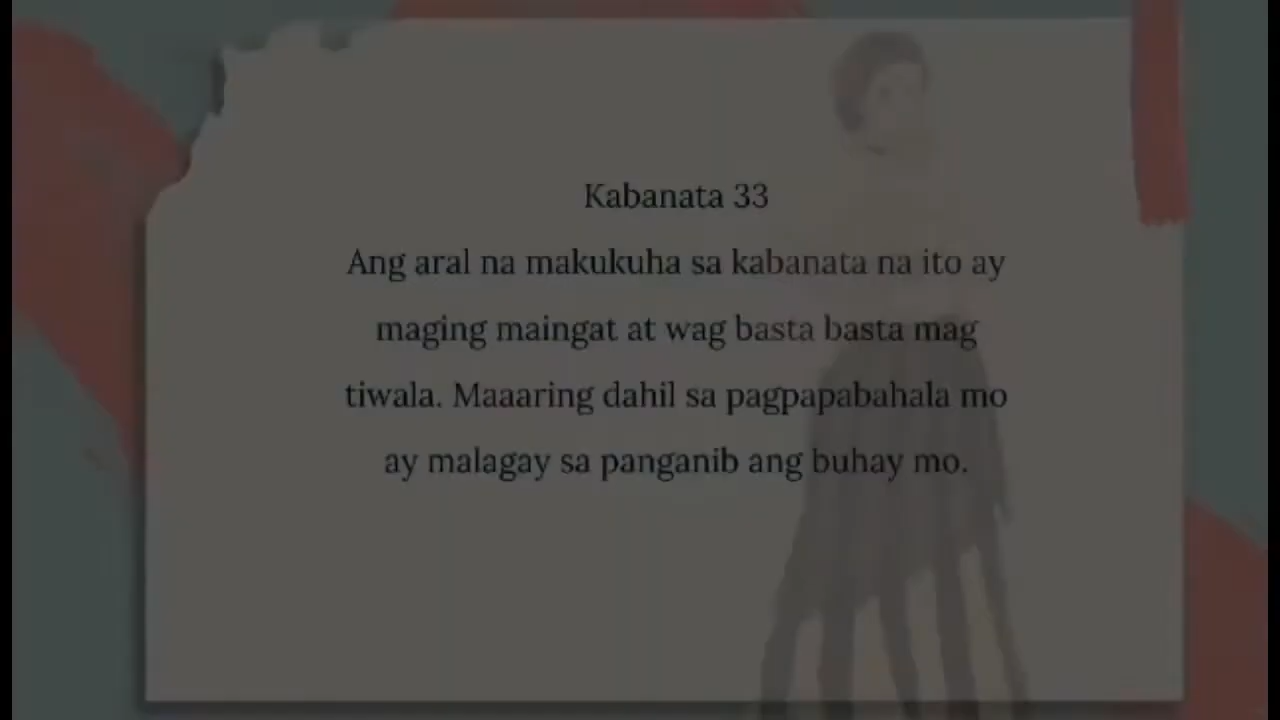 Kabanata 33
Ang aral na makukuha sa kabanata na ito ay
maging maingat at wag basta basta mag
tiwala. Maaaring dahil sa pagpapabahala mo
ay malagay sa panganib ang buhay mo.